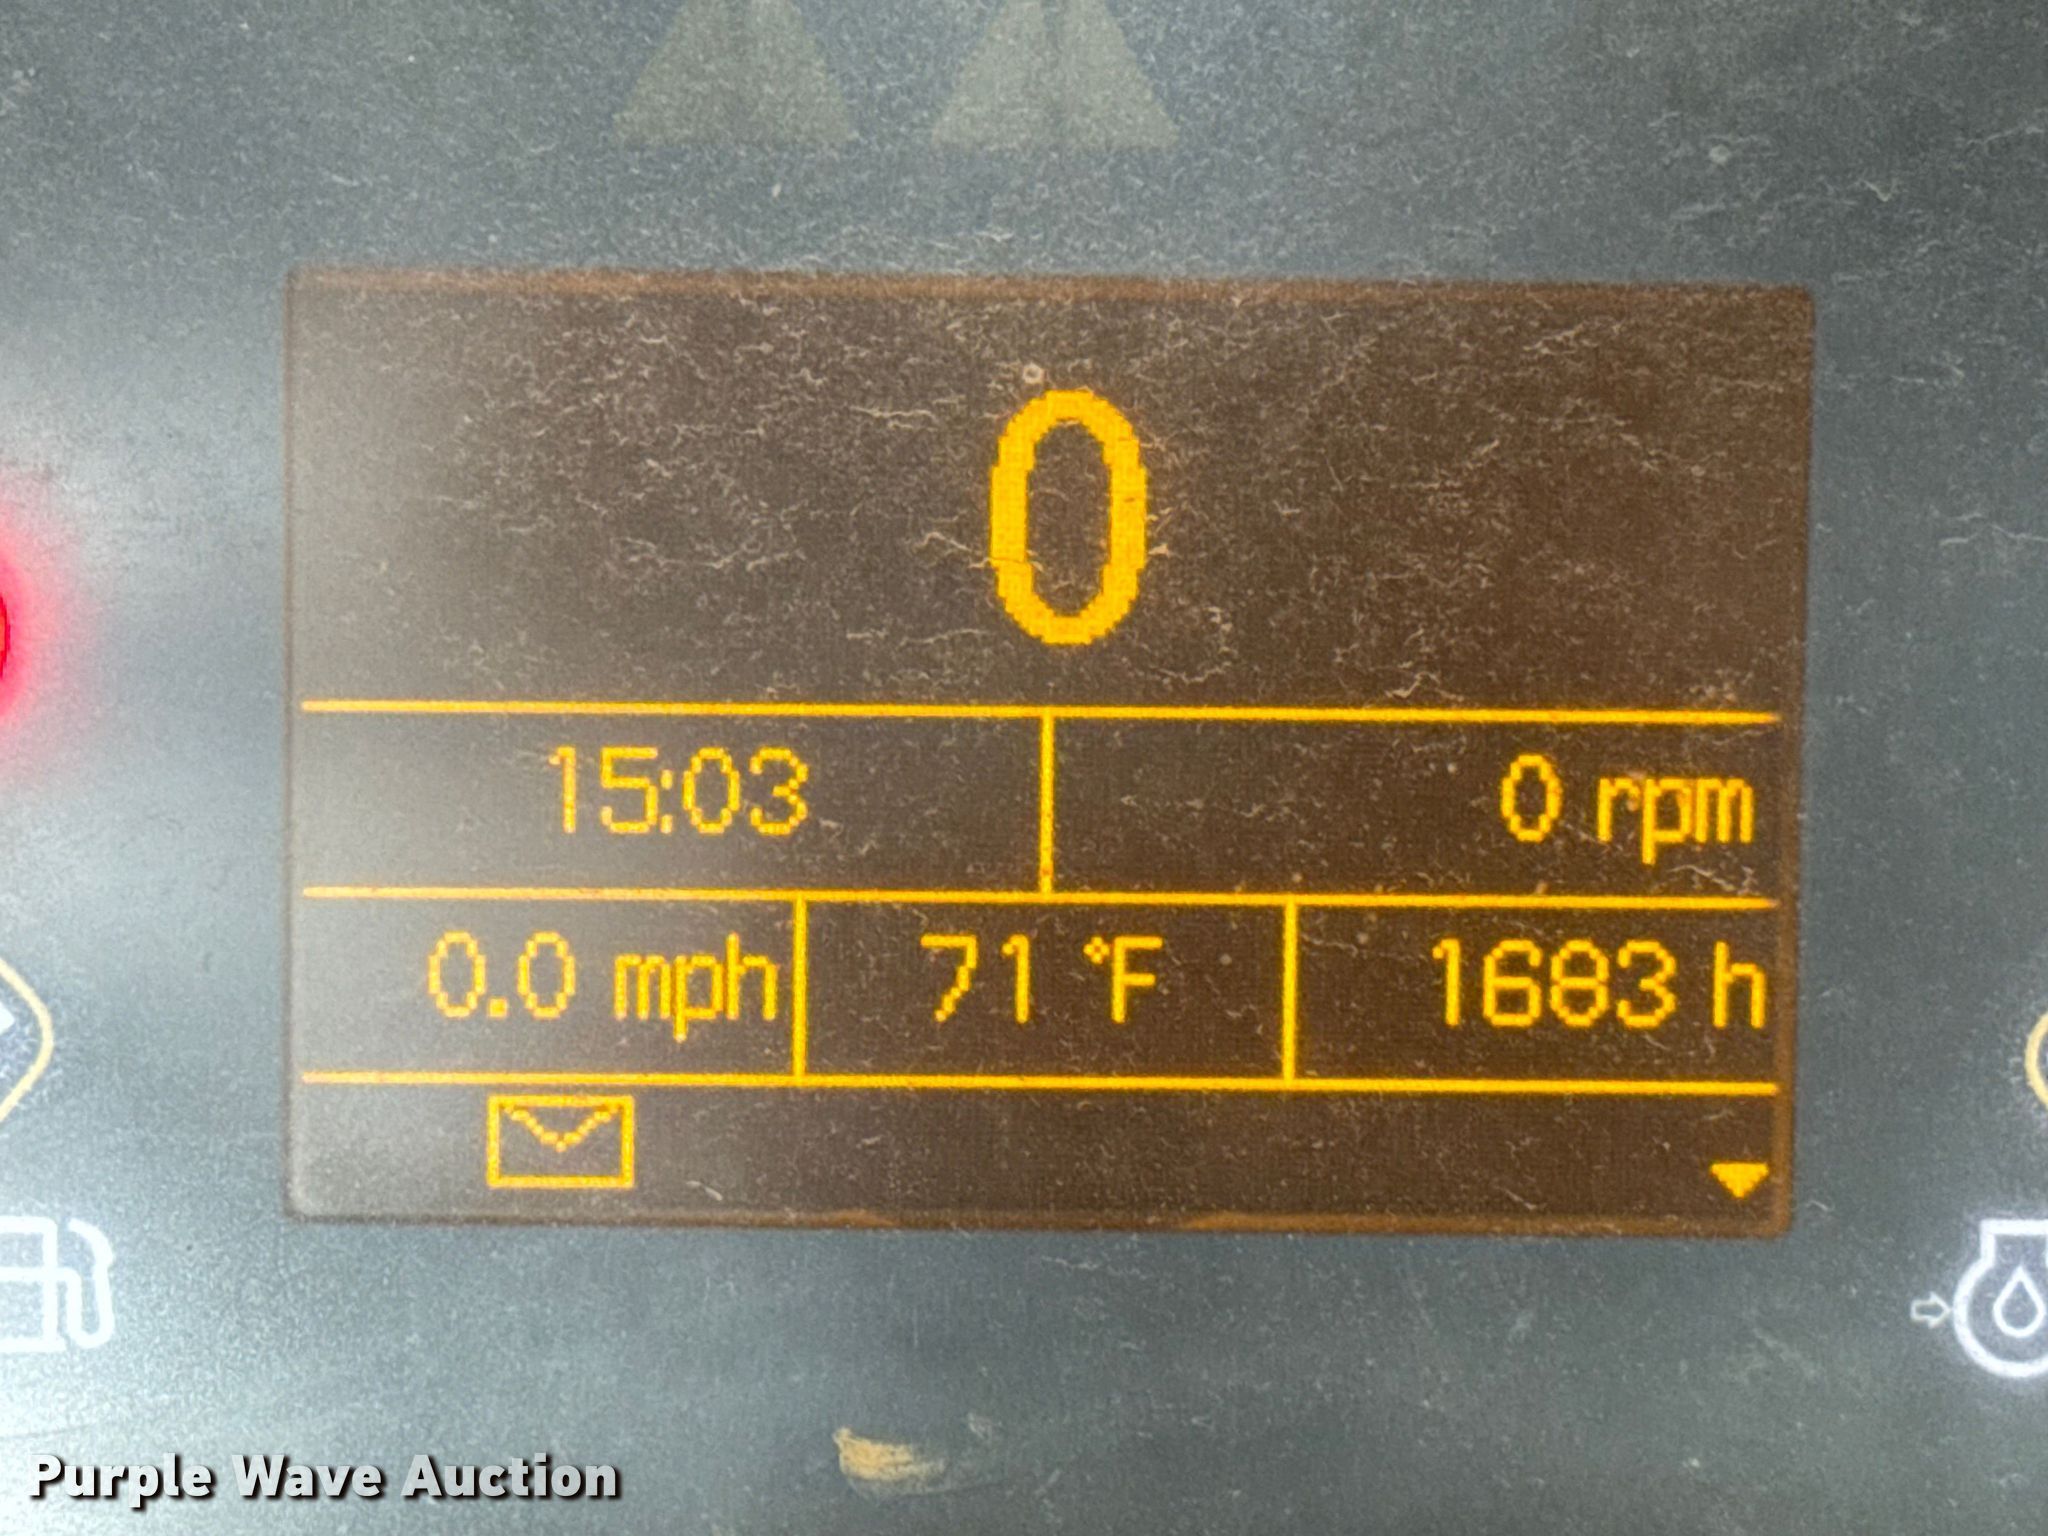 0
15:03 0 rpm
0.0 mph 71 °F 1683 h
Purple Wave Auction